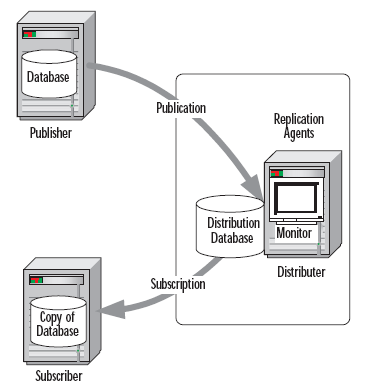 Database
Publisher
Publication
Replication
Agents
Distribution
Database
Monitor
Distributer
Subscription
Copy of
Database
Subscriber